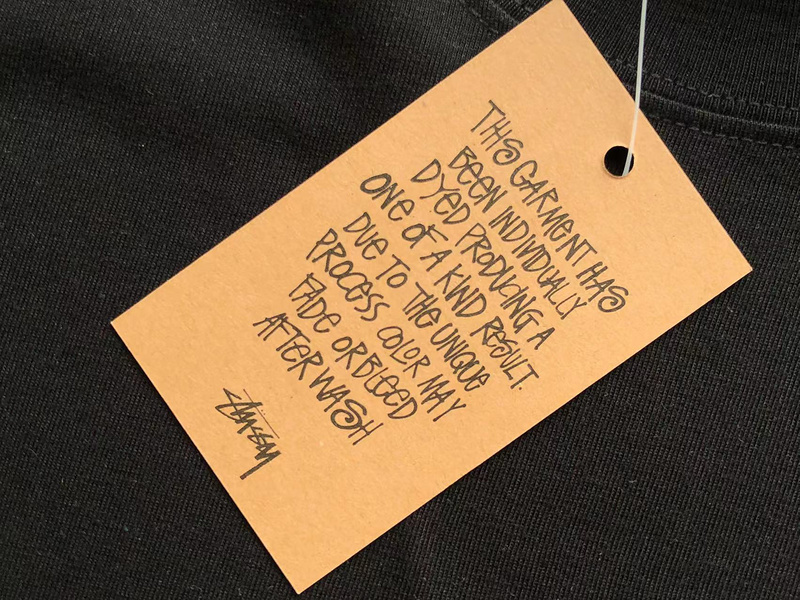 THIS GARMENT HAS
BEEN INDIVIDUALLY
DYED PRODUCING A
ONE OF A KIND RESULT.
DUE TO THE UNIQUE
PROCESS COLOR MAY
FADE OR BLEED
AFTER WASH
STÜSSY